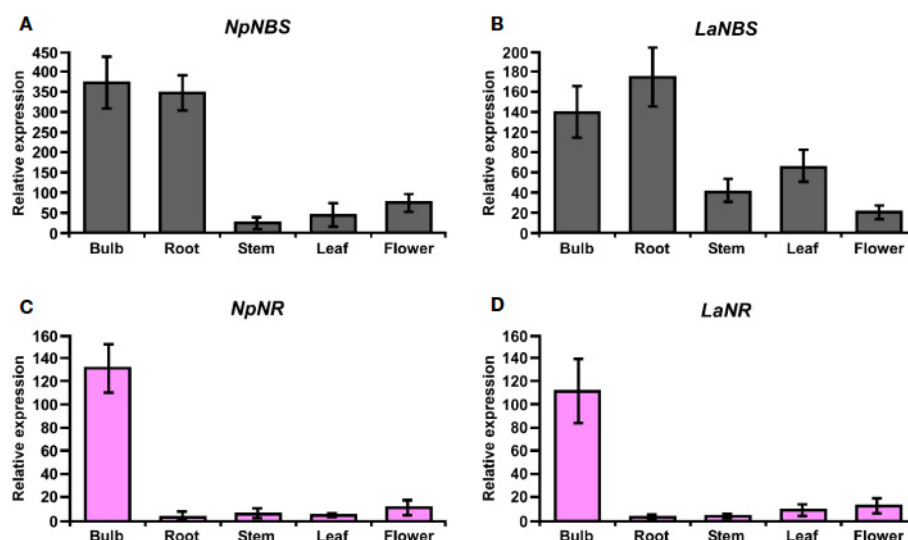 A
NpNBS
Relative expression
450
400
350
300
250
200
150
100
50
0
Bulb Root Stem Leaf Flower
B
LaNBS
Relative expression
200
180
160
140
120
80
60
40
20
0
Bulb Root Stem Leaf Flower
C
NpNR
Relative expression
160
140
120
100
80
60
40
20
0
Bulb Root Stem Leaf Flower
D
LaNR
Relative expression
160
140
120
100
80
60
40
20
0
Bulb Root Stem Leaf Flower